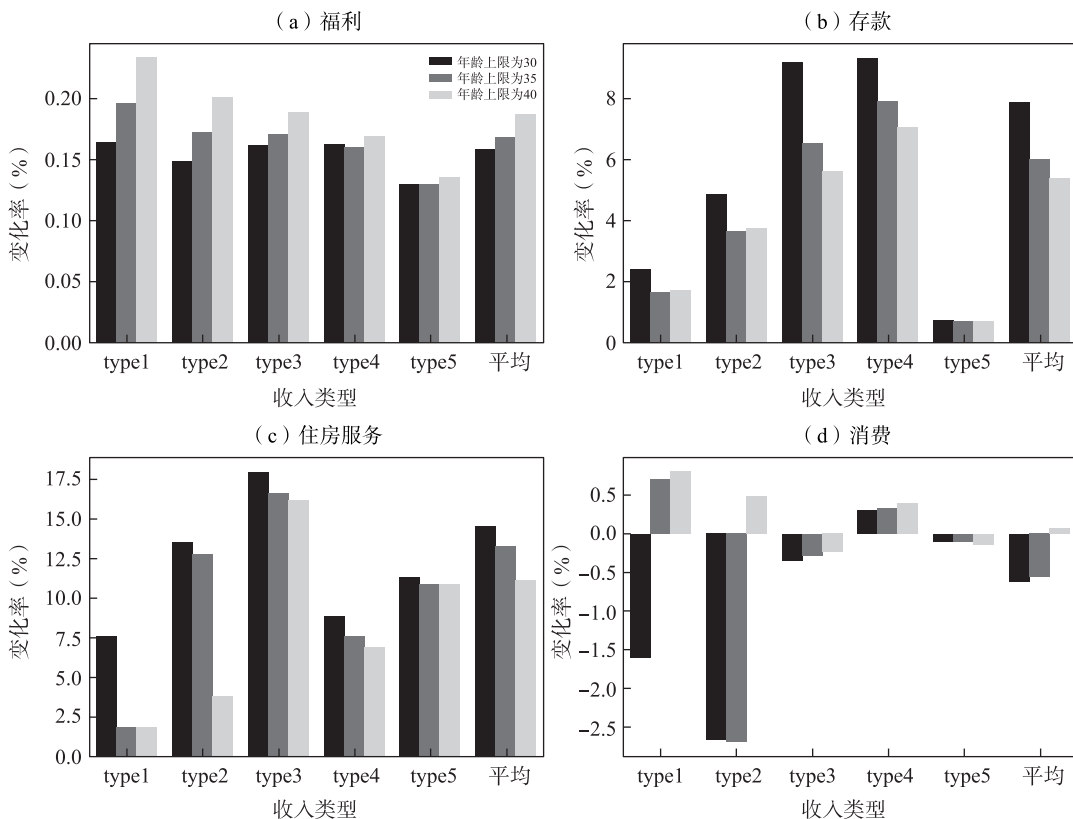 （a）福利
年龄上限为30
年龄上限为35
年龄上限为40
变化率（%）
0.20
0.15
0.10
0.05
0.00
type1 type2 type3 type4 type5 平均
收入类型
（b）存款
变化率（%）
8
6
4
2
0
type1 type2 type3 type4 type5 平均
收入类型
（c）住房服务
变化率（%）
17.5
15.0
12.5
10.0
7.5
5.0
2.5
0.0
type1 type2 type3 type4 type5 平均
收入类型
（d）消费
变化率（%）
0.5
0.0
−0.5
−1.0
−1.5
−2.0
−2.5
type1 type2 type3 type4 type5 平均
收入类型